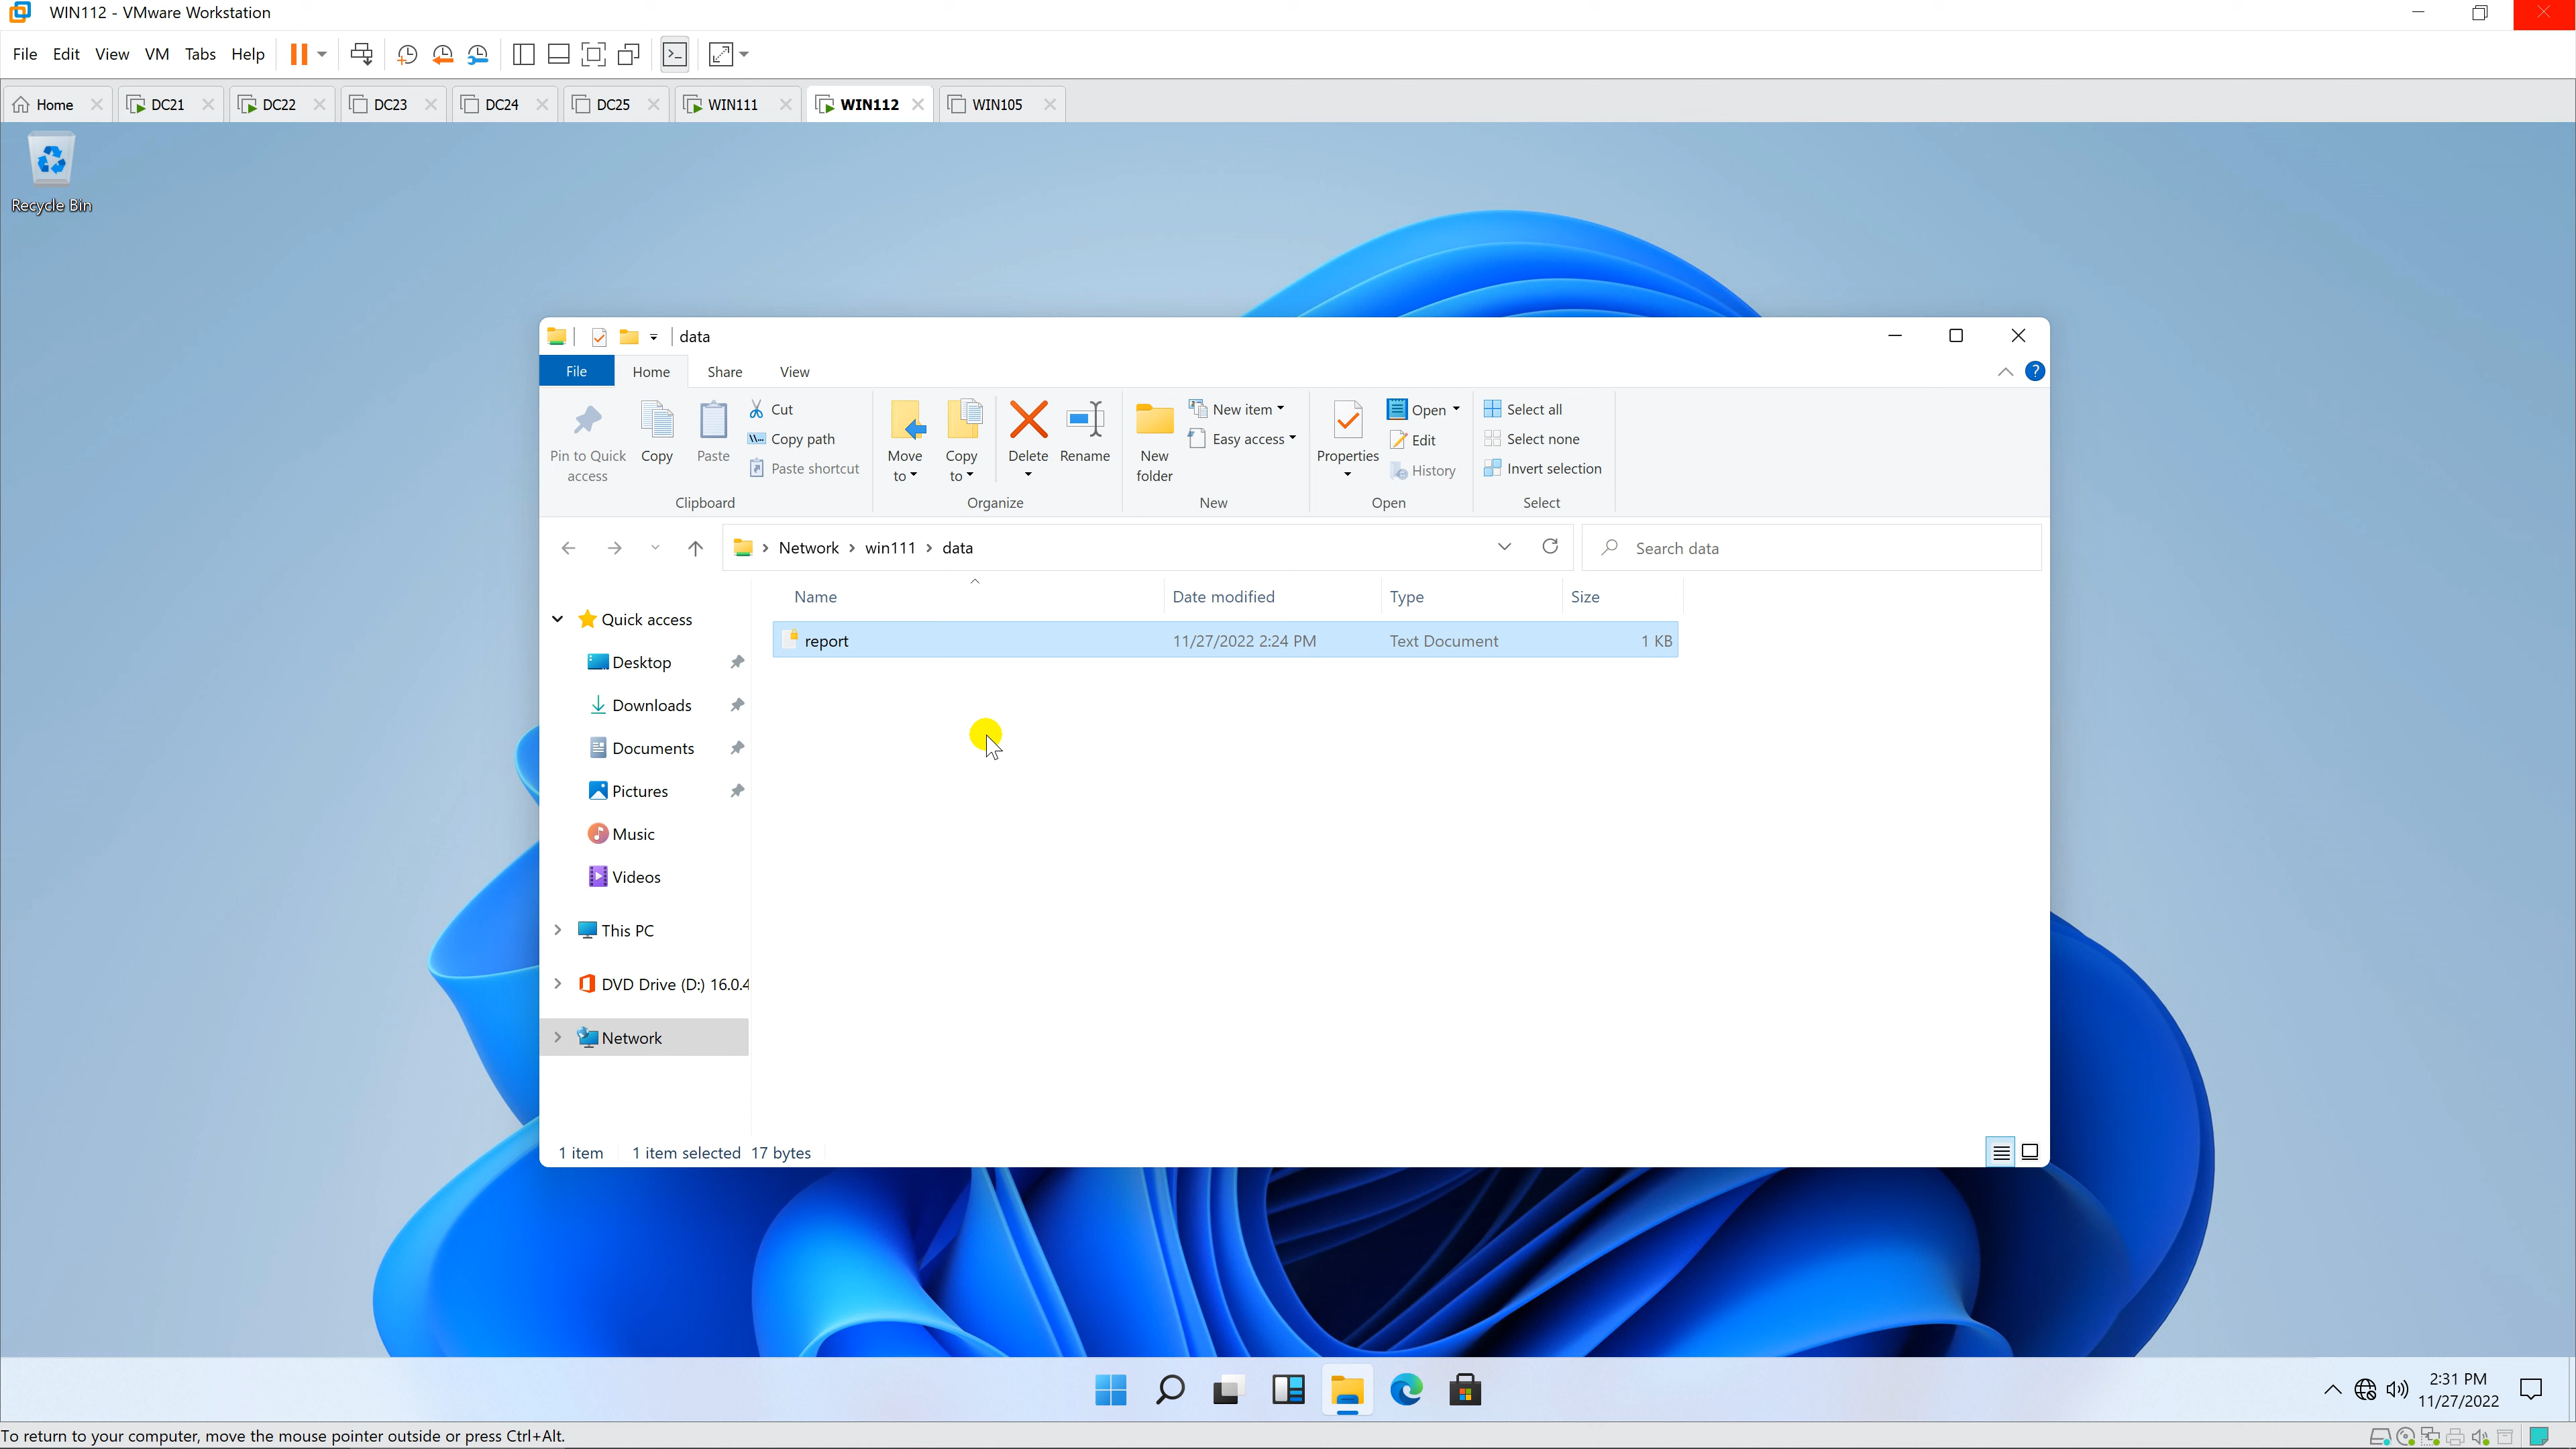 WIN112 - VMware Workstation
File Edit View VM Tabs Help
Home DC21 DC22 DC23 DC24 DC25 WIN111 WIN112 WIN105
Recycle Bin
data
File Home Share View
Pin to Quick access
Copy
Paste
Cut
Copy path
Paste shortcut
Clipboard
Move to
Copy to
Delete
Rename
Organize
New folder
New item
Easy access
New
Properties
Open
Edit
History
Open
Select all
Select none
Invert selection
Select
Network > win111 > data
Search data
Name Date modified Type Size
report 11/27/2022 2:24 PM Text Document 1 KB
Quick access
Desktop
Downloads
Documents
Pictures
Music
Videos
This PC
DVD Drive (D:) 16.0.4
Network
1 item 1 item selected 17 bytes
2:31 PM
11/27/2022
To return to your computer, move the mouse pointer outside or press Ctrl+Alt.